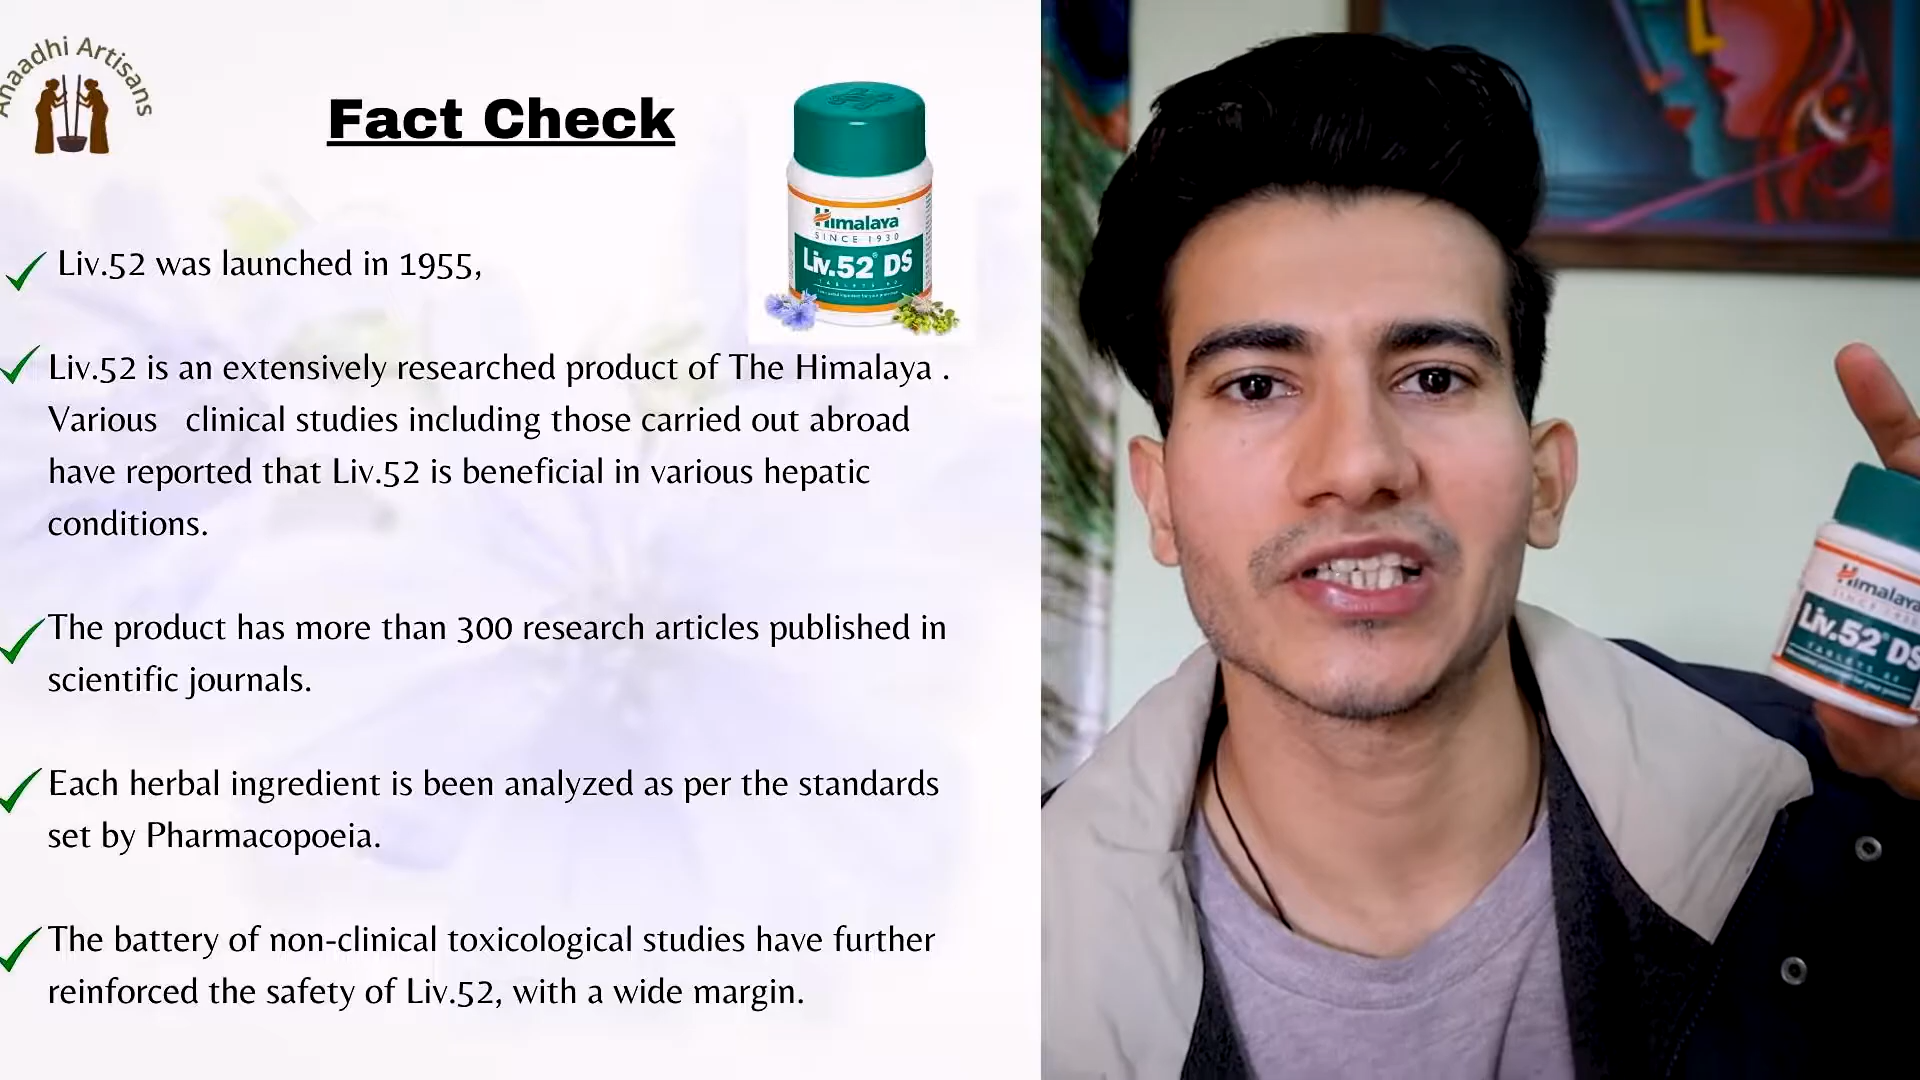 Anaadhi Artisans
Fact Check
Himalaya
SINCE 1930
Liv.52® DS
TABLETS
Liv.52 was launched in 1955,
Liv.52 is an extensively researched product of The Himalaya .
Various clinical studies including those carried out abroad
have reported that Liv.52 is beneficial in various hepatic
conditions.
The product has more than 300 research articles published in
scientific journals.
Each herbal ingredient is been analyzed as per the standards
set by Pharmacopoeia.
The battery of non-clinical toxicological studies have further
reinforced the safety of Liv.52, with a wide margin.
Himalaya
SINCE 1930
Liv.52® DS
TABLETS